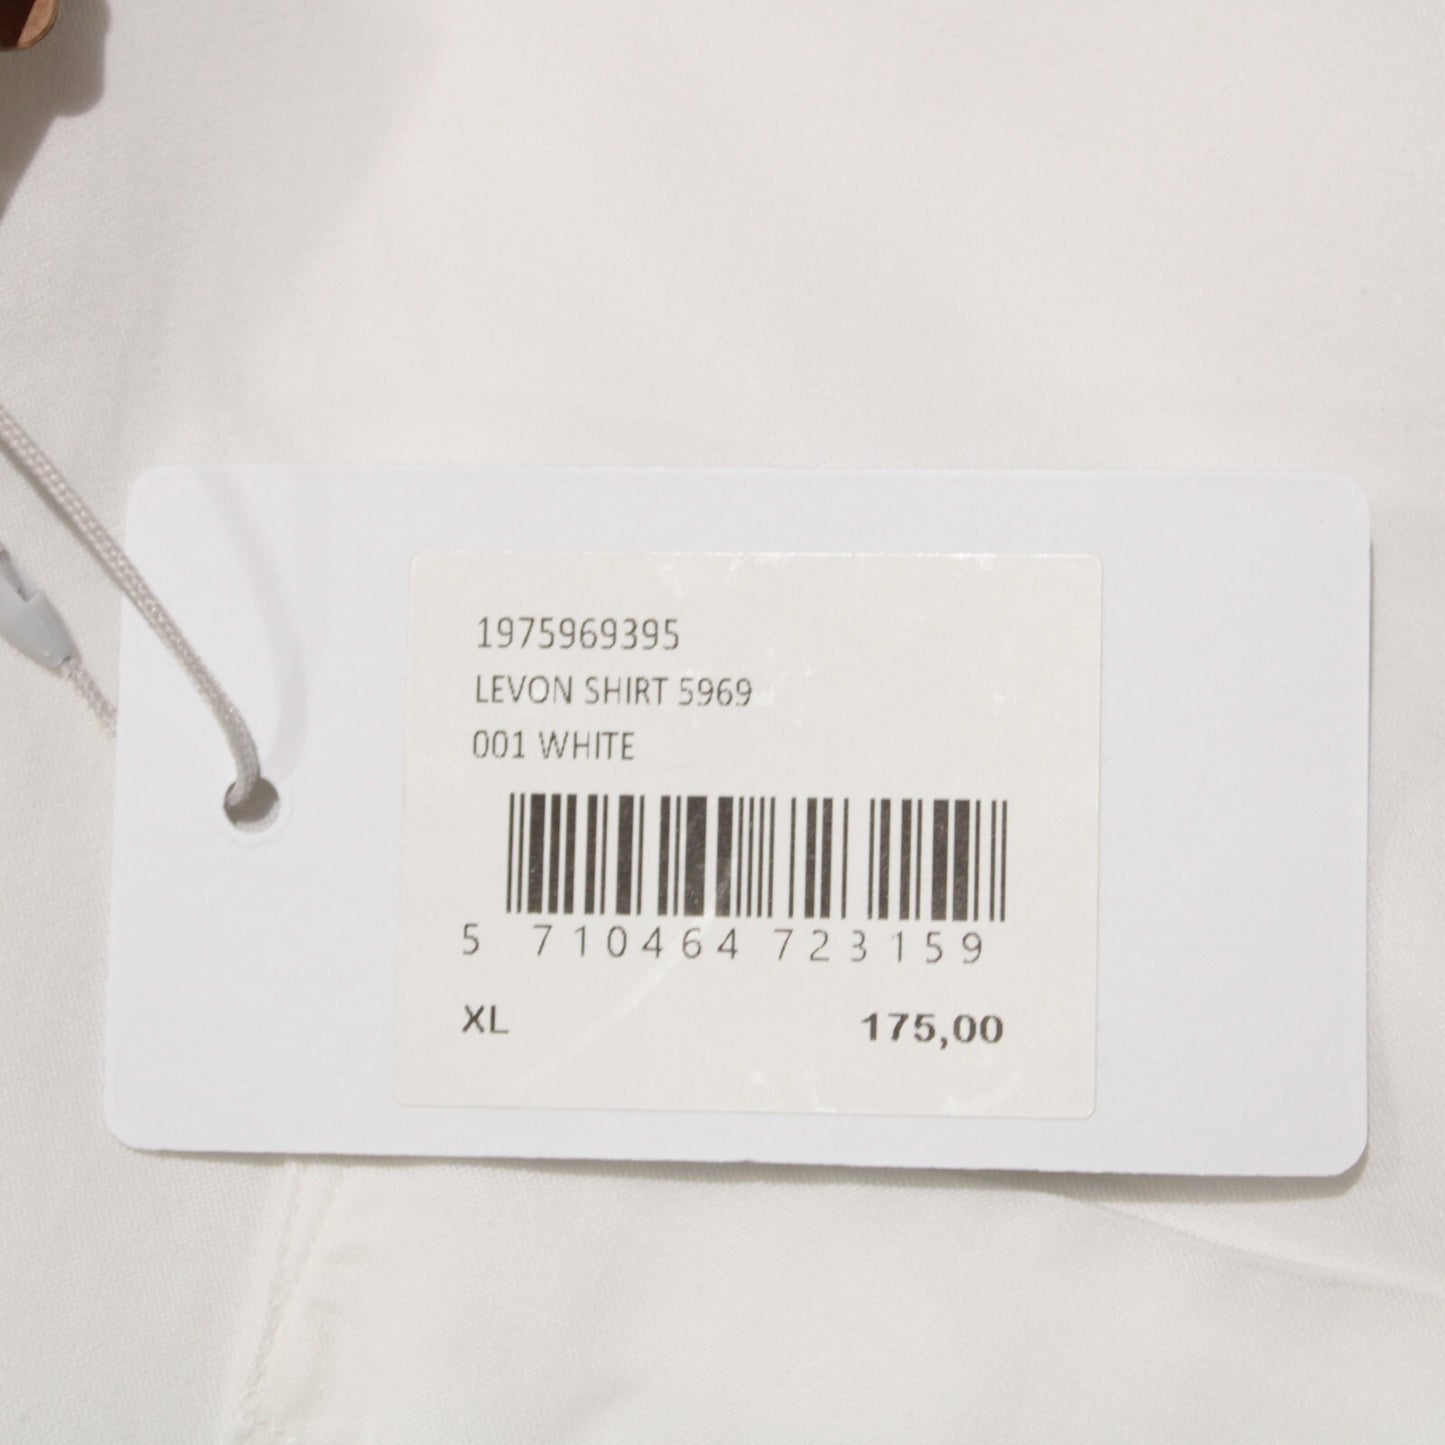 1975969395
LEVON SHIRT 5969
001 WHITE
5 710464 723159
XL 175,00